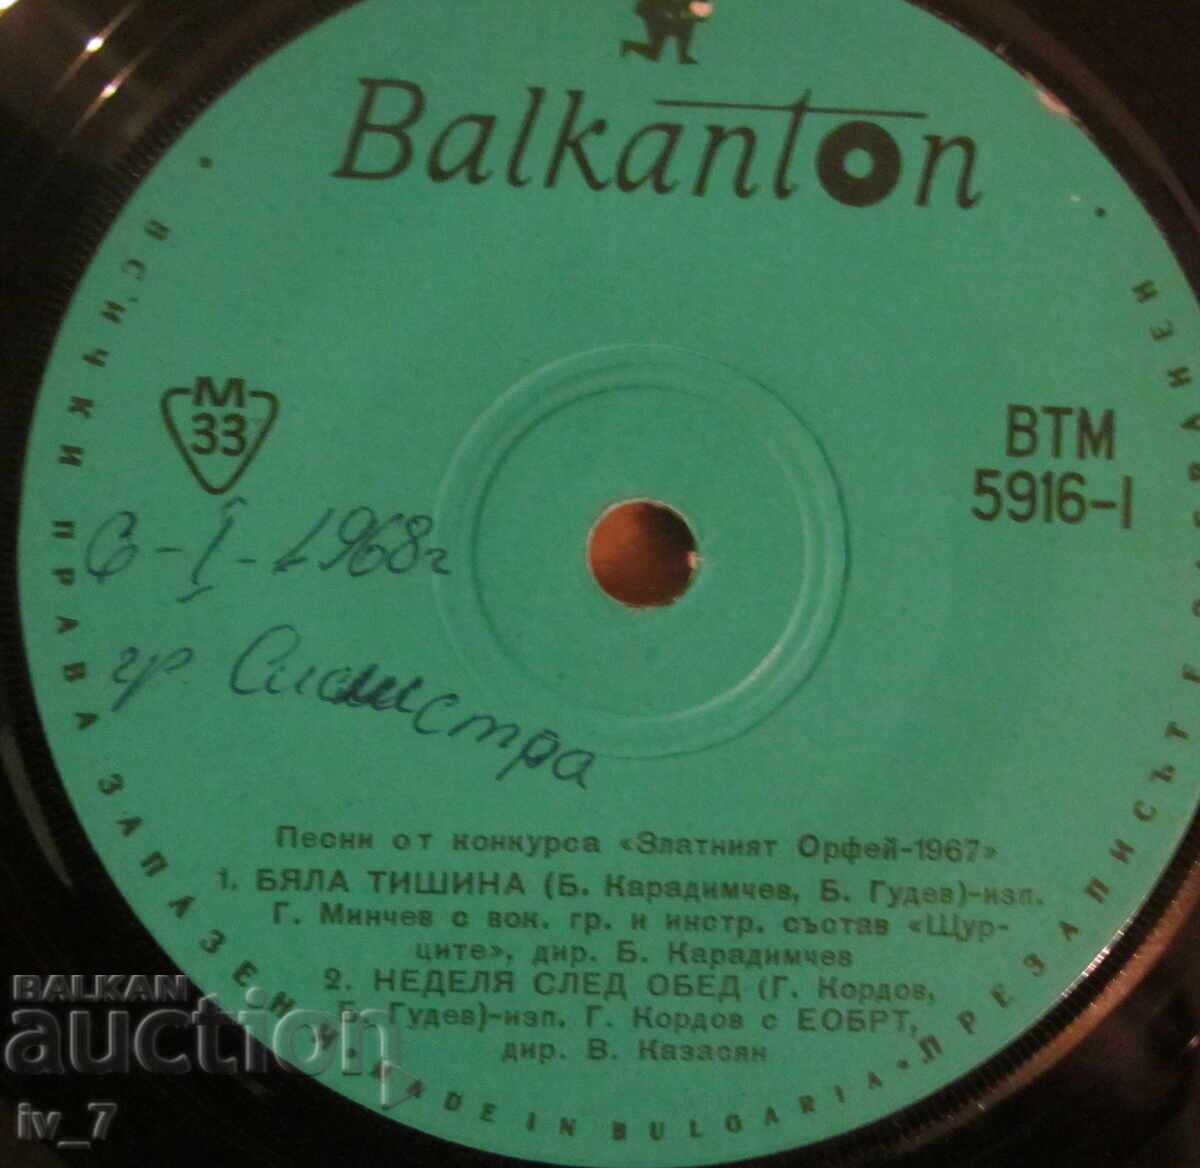 Balkanton
М
33
ВТМ
5916-I
6-I-1968г
гр. Силистра
Песни от конкурса «Златният Орфей-1967»
1. БЯЛА ТИШИНА (Б. Карадимчев, Б. Гудев)-изп.
Г. Минчев с вок. гр. и инстр. състав «Щур-
ците», дир. Б. Карадимчев
2. НЕДЕЛЯ СЛЕД ОБЕД (Г. Кордов,
Б. Гудев)-изп. Г. Кордов с ЕОБРТ,
дир. В. Казасян
ВСИЧКИ ПРАВА ЗАПАЗЕНИ • MADE IN BULGARIA • ПРЕЗАПИСЪТ
BALKAN
auction
iv_7